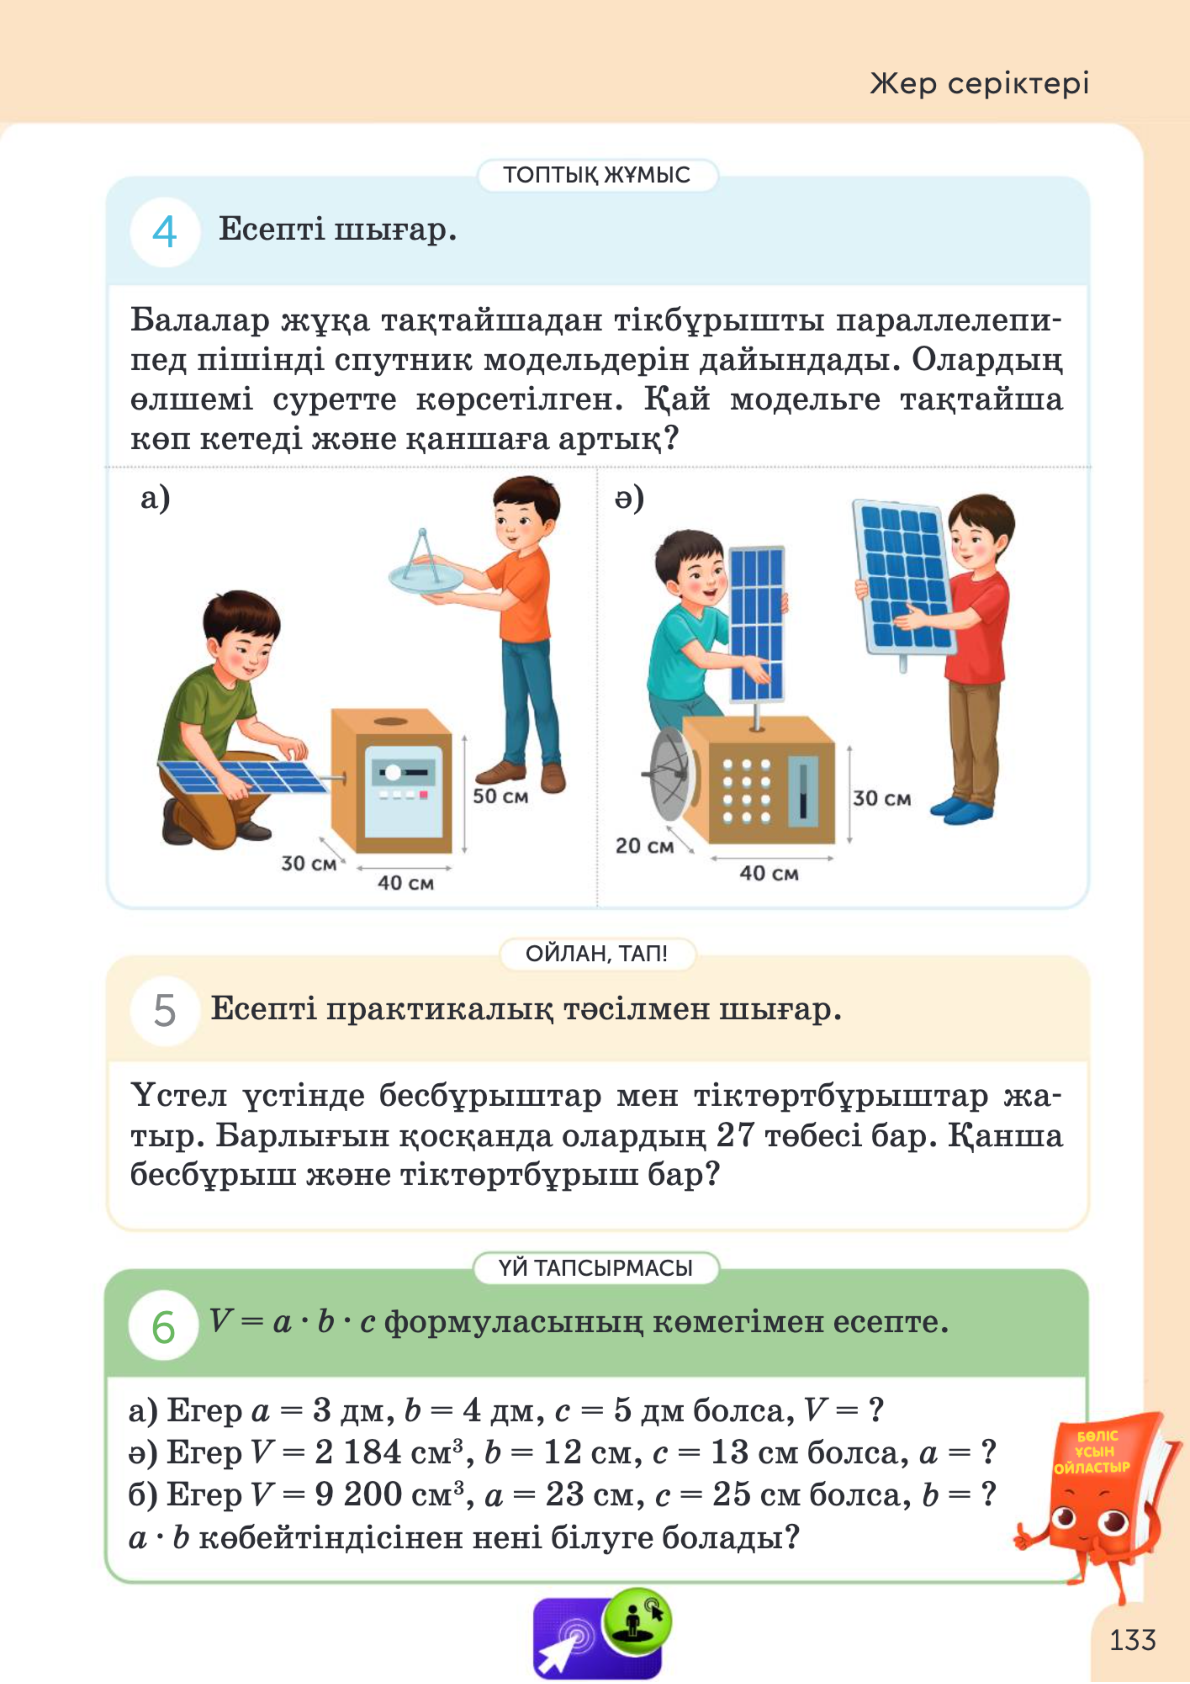 Жер серіктері
ТОПТЫҚ ЖҰМЫС
4 Есепті шығар.
Балалар жұқа тақтайшадан тікбұрышты параллелепи-
пед пішінді спутник модельдерін дайындады. Олардың
өлшемі суретте көрсетілген. Қай модельге тақтайша
көп кетеді және қаншаға артық?
а)
50 см
30 см
40 см
ә)
30 см
20 см
40 см
ОЙЛАН, ТАП!
5 Есепті практикалық тәсілмен шығар.
Үстел үстінде бесбұрыштар мен тіктөртбұрыштар жа-
тыр. Барлығын қосқанда олардың 27 төбесі бар. Қанша
бесбұрыш және тіктөртбұрыш бар?
ҮЙ ТАПСЫРМАСЫ
6 V = a · b · c формуласының көмегімен есепте.
а) Егер a = 3 дм, b = 4 дм, c = 5 дм болса, V = ?
ә) Егер V = 2 184 см³, b = 12 см, c = 13 см болса, a = ?
б) Егер V = 9 200 см³, a = 23 см, c = 25 см болса, b = ?
a · b көбейтіндісінен нені білуге болады?
БӨЛІС
ҰСЫН
ОЙЛАСТЫР
133